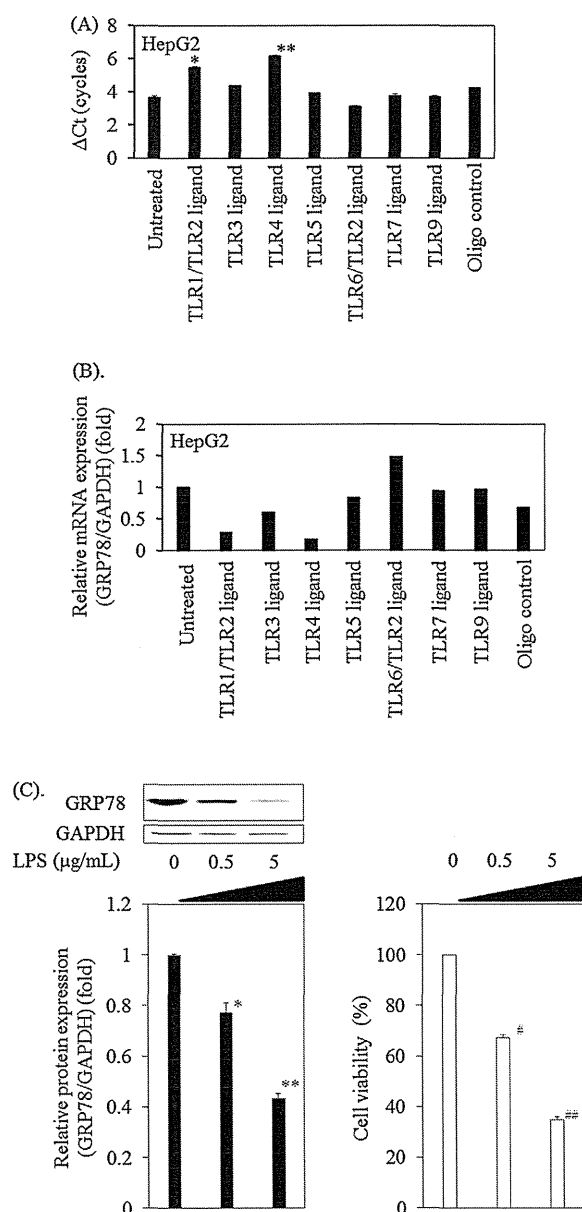 (A)
HepG2
* **
ΔCt (cycles)
8
6
4
2
0
Untreated
TLR1/TLR2 ligand
TLR3 ligand
TLR4 ligand
TLR5 ligand
TLR6/TLR2 ligand
TLR7 ligand
TLR9 ligand
Oligo control
(B).
HepG2
Relative mRNA expression
(GRP78/GAPDH) (fold)
2
1.5
1
0.5
0
Untreated
TLR1/TLR2 ligand
TLR3 ligand
TLR4 ligand
TLR5 ligand
TLR6/TLR2 ligand
TLR7 ligand
TLR9 ligand
Oligo control
(C).
GRP78
GAPDH
LPS (μg/mL) 0 0.5 5
Relative protein expression
(GRP78/GAPDH) (fold)
1.2
1
0.8
0.6
0.4
0.2
0
*
**
0 0.5 5
Cell viability (%)
120
100
80
60
40
20
0
#
##